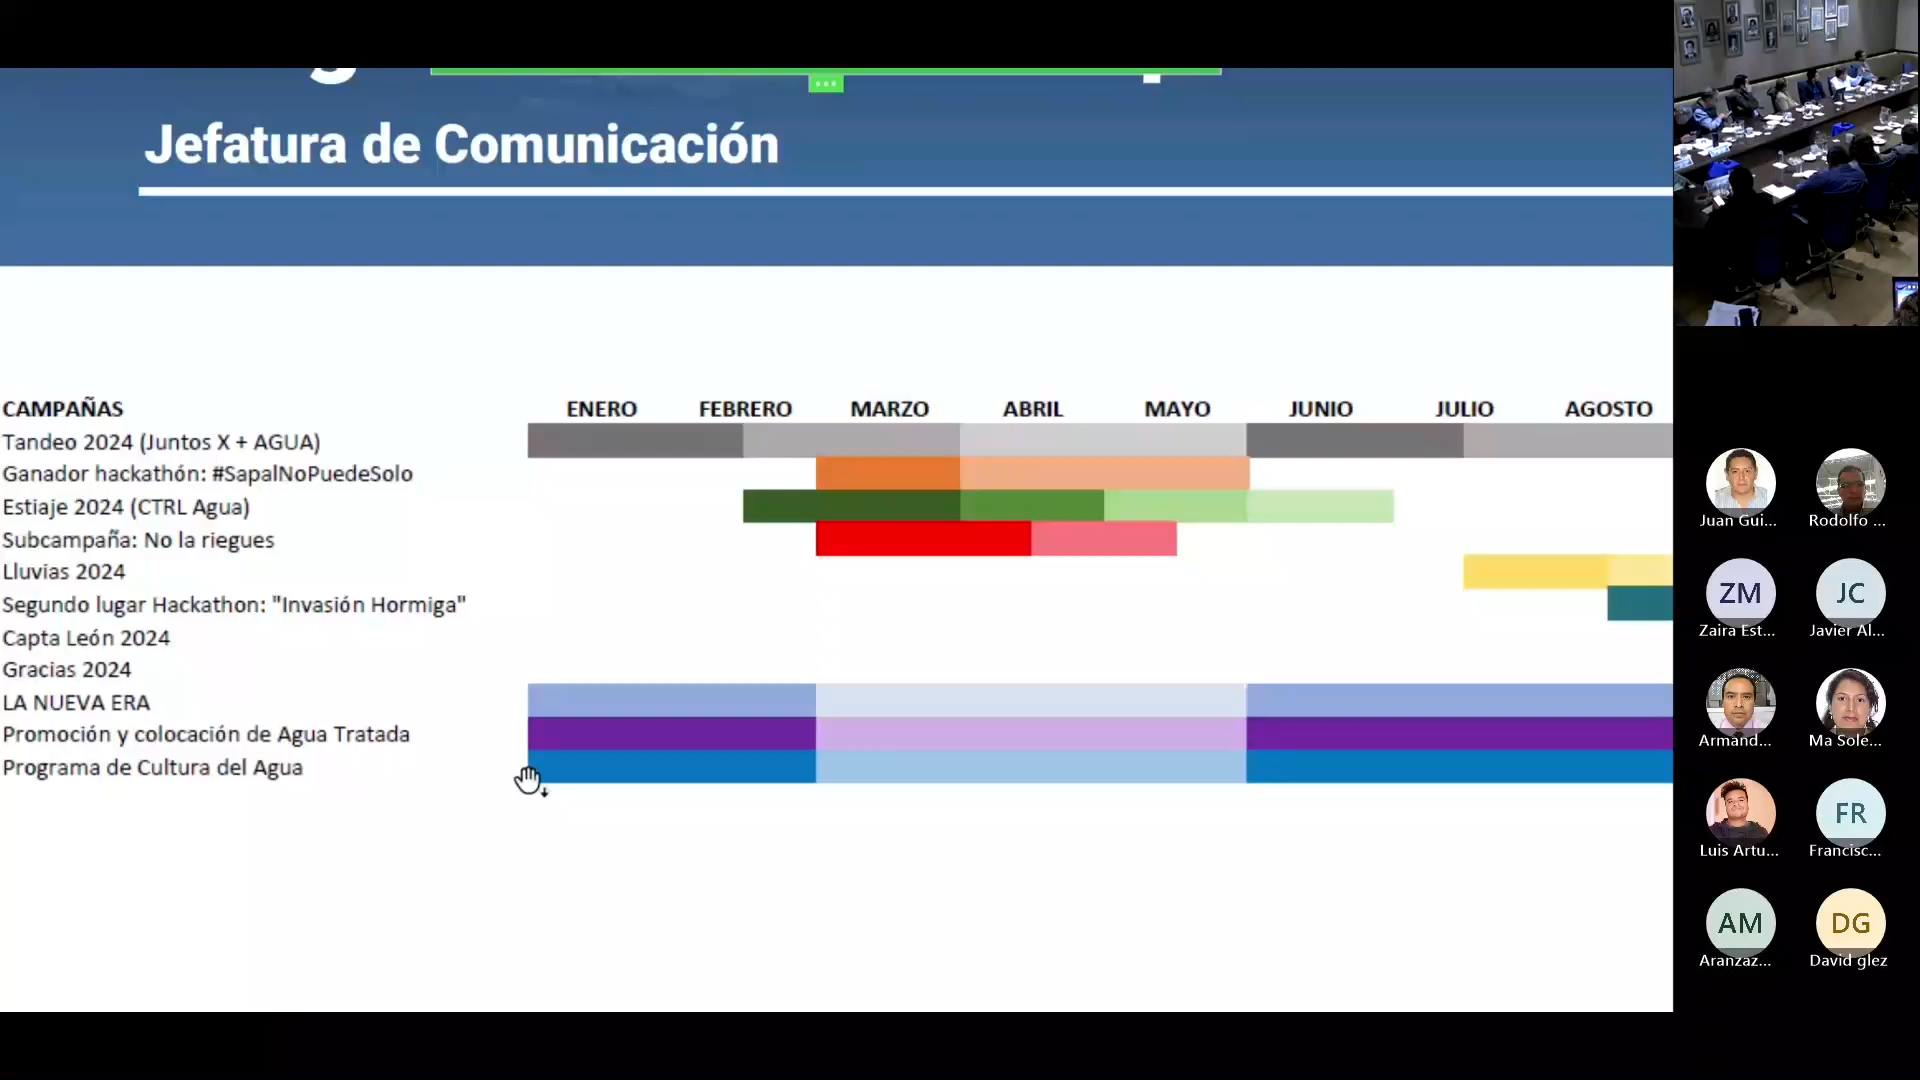 Jefatura de Comunicación
CAMPAÑAS ENERO FEBRERO MARZO ABRIL MAYO JUNIO JULIO AGOSTO
Tandeo 2024 (Juntos X + AGUA)
Ganador hackathón: #SapalNoPuedeSolo
Estiaje 2024 (CTRL Agua)
Subcampaña: No la riegues
Lluvias 2024
Segundo lugar Hackathon: "Invasión Hormiga"
Capta León 2024
Gracias 2024
LA NUEVA ERA
Promoción y colocación de Agua Tratada
Programa de Cultura del Agua
Juan Gui...
Rodolfo ...
ZM
Zaira Est...
JC
Javier Al...
Armand...
Ma Sole...
Luis Artu...
FR
Francisc...
AM
Aranzaz...
DG
David glez